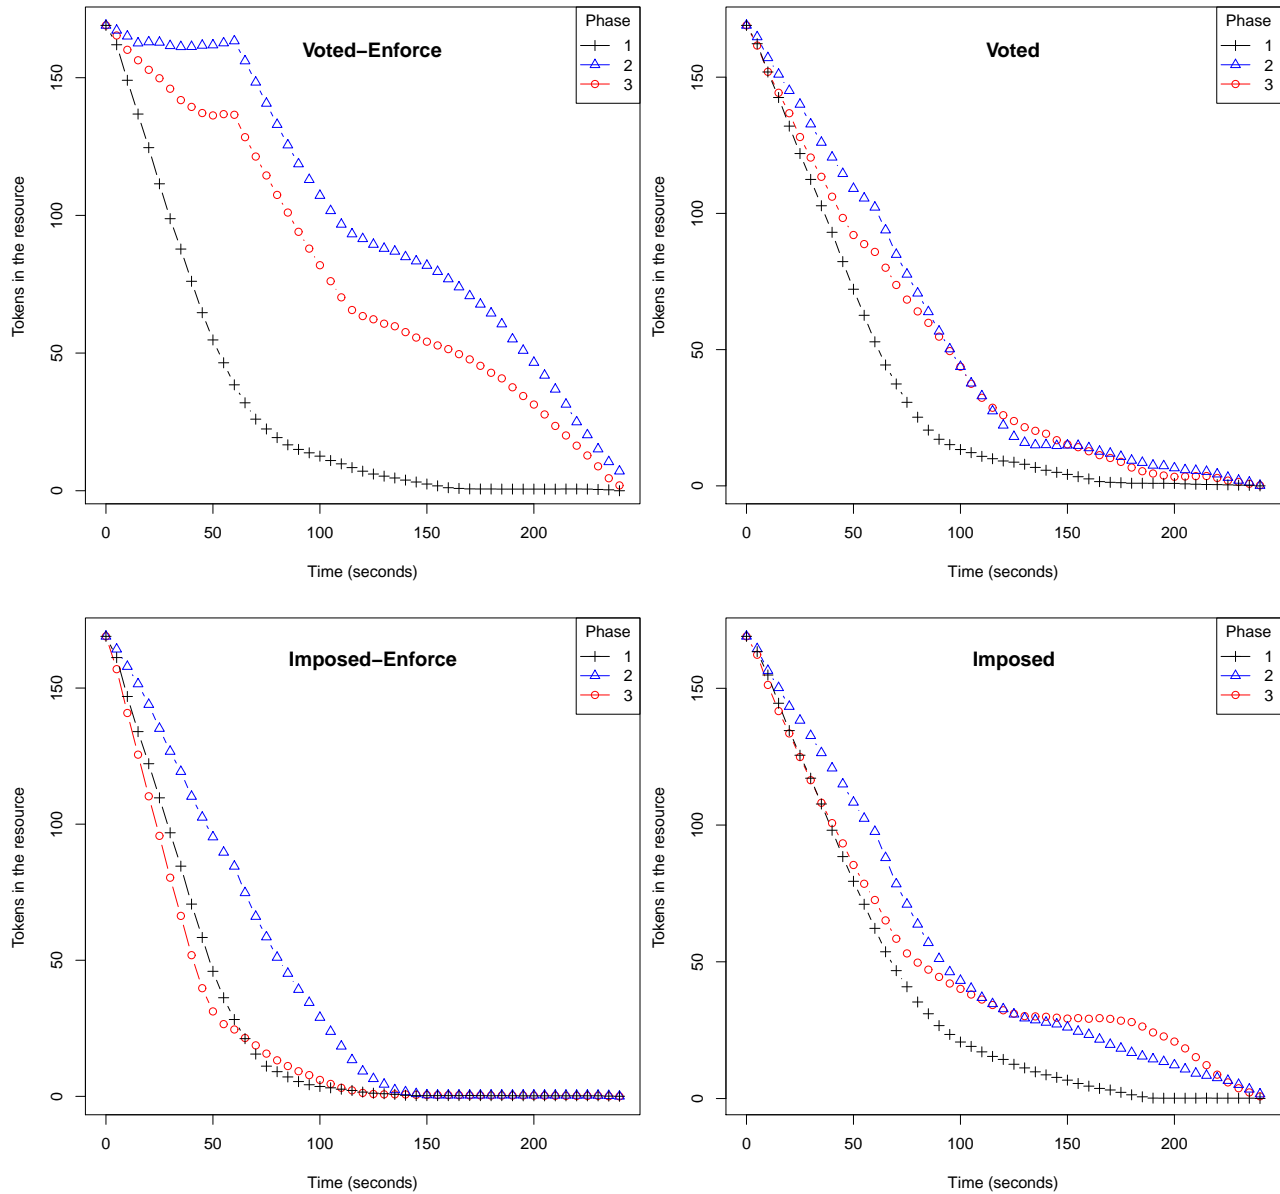 Voted−Enforce
Phase
1
2
3
Tokens in the resource
0 50 100 150
0 50 100 150 200
Time (seconds)
Voted
Phase
1
2
3
Tokens in the resource
0 50 100 150
0 50 100 150 200
Time (seconds)
Imposed−Enforce
Phase
1
2
3
Tokens in the resource
0 50 100 150
0 50 100 150 200
Time (seconds)
Imposed
Phase
1
2
3
Tokens in the resource
0 50 100 150
0 50 100 150 200
Time (seconds)